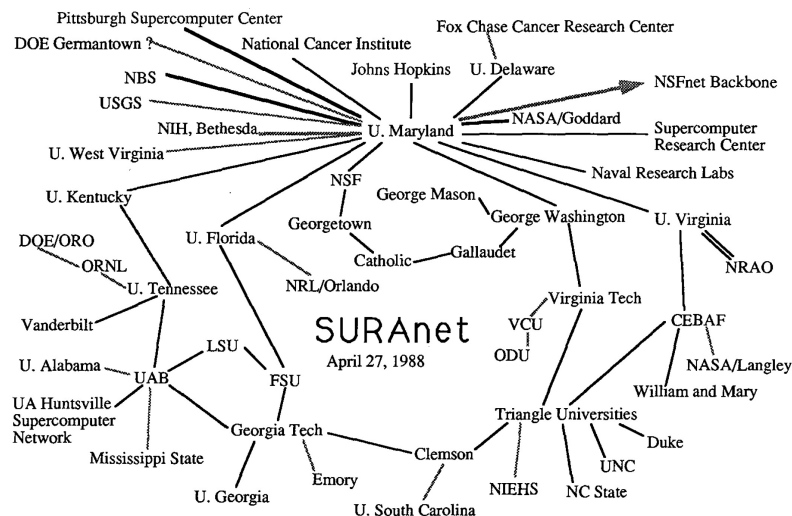 Pittsburgh Supercomputer Center
Fox Chase Cancer Research Center
DOE Germantown ?
National Cancer Institute
Johns Hopkins
U. Delaware
NBS
NSFnet Backbone
USGS
NASA/Goddard
NIH, Bethesda
U. Maryland
Supercomputer
Research Center
U. West Virginia
Naval Research Labs
NSF
U. Kentucky
George Mason
George Washington
U. Virginia
Georgetown
U. Florida
DOE/ORO
Catholic
Gallaudet
ORNL
NRAO
U. Tennessee
NRL/Orlando
Virginia Tech
Vanderbilt
SURAnet
VCU
CEBAF
LSU
April 27, 1988
ODU
U. Alabama
NASA/Langley
UAB
FSU
William and Mary
UA Huntsville
Supercomputer
Network
Triangle Universities
Georgia Tech
Duke
Mississippi State
Clemson
UNC
Emory
NIEHS
NC State
U. Georgia
U. South Carolina